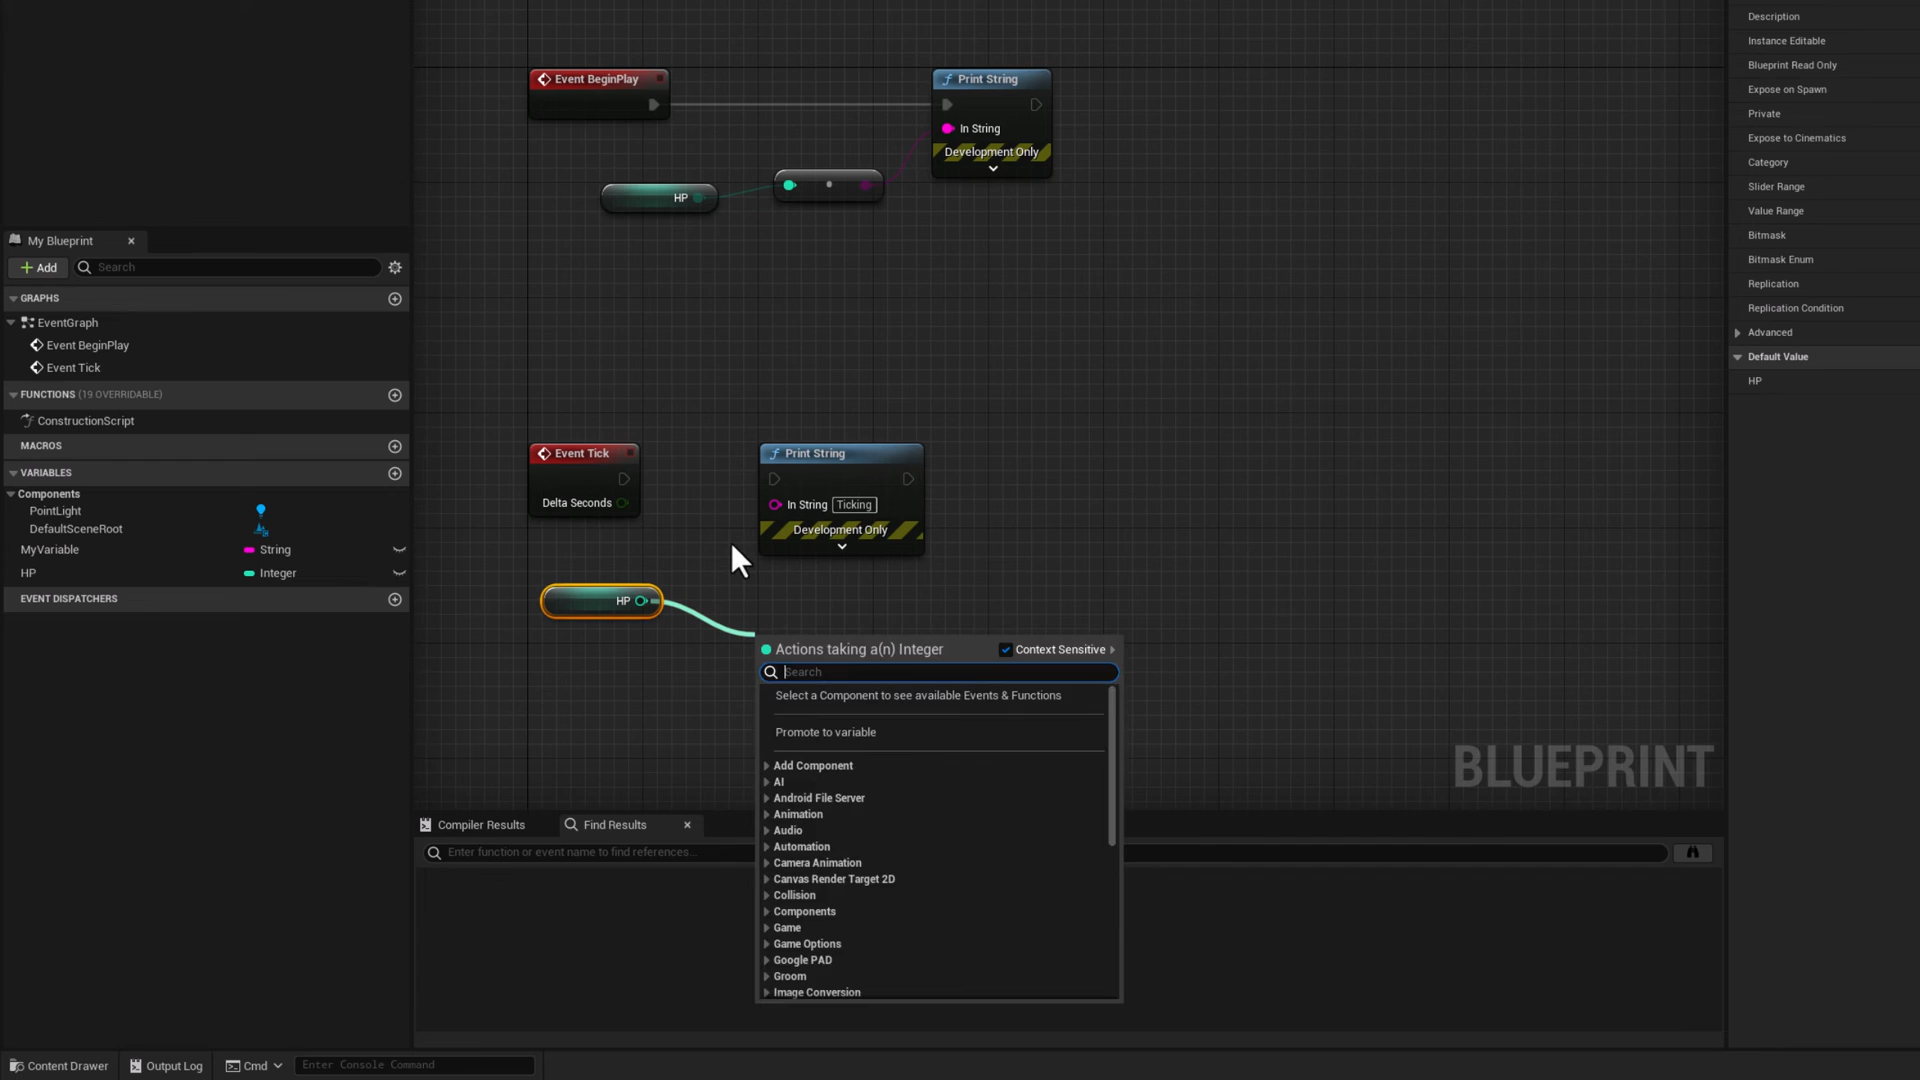 Event BeginPlay
Print String
In String
Development Only
HP
My Blueprint
Add
Search
GRAPHS
EventGraph
Event BeginPlay
Event Tick
FUNCTIONS (19 OVERRIDABLE)
ConstructionScript
MACROS
VARIABLES
Components
PointLight
DefaultSceneRoot
MyVariable String
HP Integer
EVENT DISPATCHERS
Event Tick
Delta Seconds
Print String
In String Ticking
Development Only
HP
Actions taking a(n) Integer Context Sensitive
Search
Select a Component to see available Events & Functions
Promote to variable
Add Component
AI
Android File Server
Animation
Audio
Automation
Camera Animation
Canvas Render Target 2D
Collision
Components
Game
Game Options
Google PAD
Groom
Image Conversion
BLUEPRINT
Compiler Results
Find Results
Enter function or event name to find references...
Description
Instance Editable
Blueprint Read Only
Expose on Spawn
Private
Expose to Cinematics
Category
Slider Range
Value Range
Bitmask
Bitmask Enum
Replication
Replication Condition
Advanced
Default Value
HP
Content Drawer
Output Log
Cmd
Enter Console Command